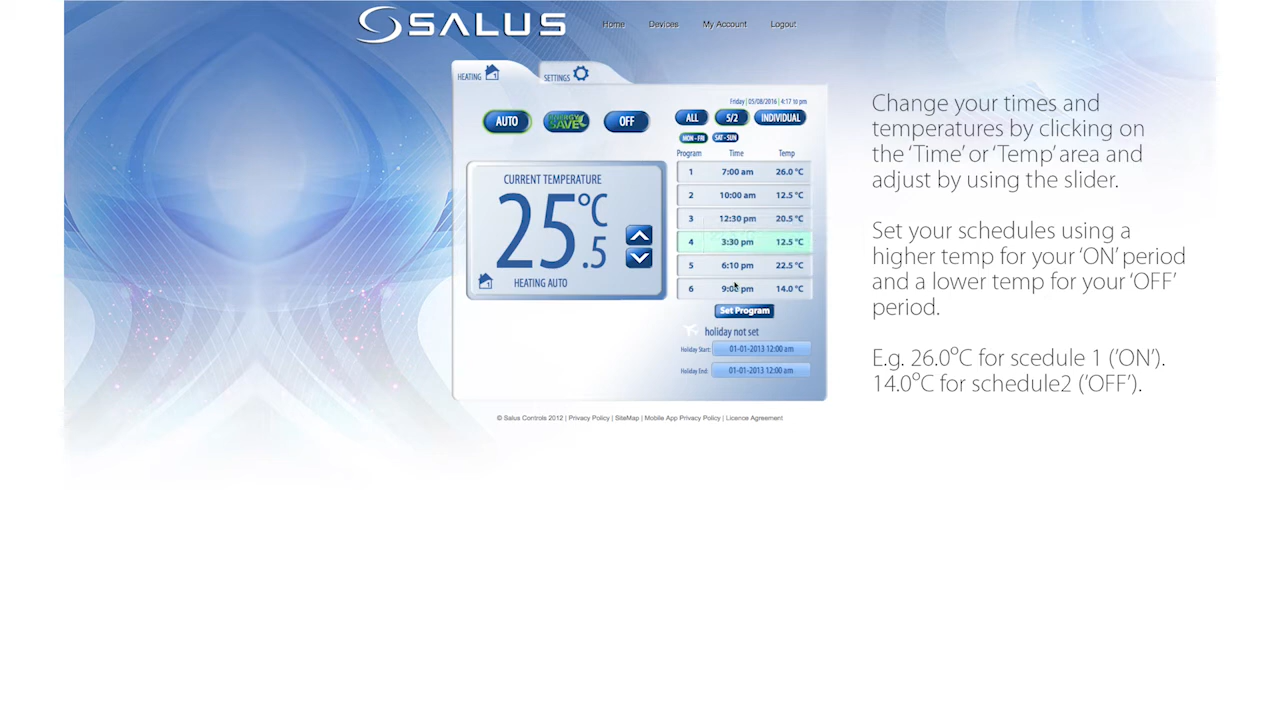 SALUS
Home Devices My Account Logout
HEATING 1
SETTINGS
Friday | 05/08/2016 | 4:17 to pm
AUTO ENERGY SAVE OFF
ALL 5/2 INDIVIDUAL
MON - FRI SAT - SUN
Program Time Temp
1 7:00 am 26.0 °C
2 10:00 am 12.5 °C
3 12:30 pm 20.5 °C
4 3:30 pm 12.5 °C
5 6:10 pm 22.5 °C
6 9:00 pm 14.0 °C
Set Program
CURRENT TEMPERATURE
25.5 °C
1 HEATING AUTO
holiday not set
Holiday Start: 01-01-2013 12:00 am
Holiday End: 01-01-2013 12:00 am
© Salus Controls 2012 | Privacy Policy | SiteMap | Mobile App Privacy Policy | Licence Agreement
Change your times and
temperatures by clicking on
the ‘Time’ or ‘Temp’ area and
adjust by using the slider.
Set your schedules using a
higher temp for your ‘ON’ period
and a lower temp for your ‘OFF’
period.
E.g. 26.0°C for scedule 1 (’ON’).
14.0°C for schedule2 (’OFF’).